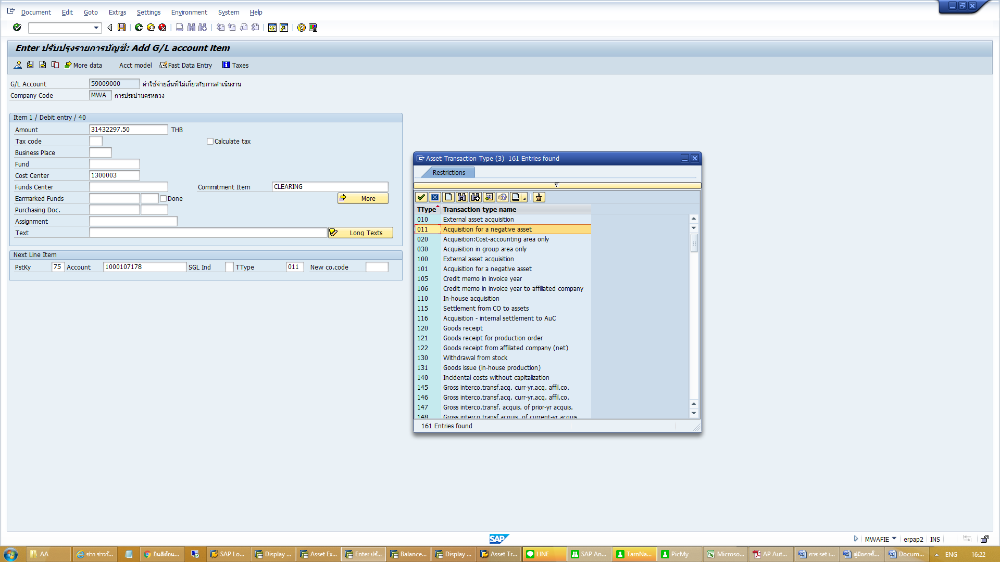 Document Edit Goto Extras Settings Environment System Help
Enter ปรับปรุงรายการบัญชี: Add G/L account item
More data Acct model Fast Data Entry Taxes
G/L Account 59009000 ค่าใช้จ่ายอื่นที่ไม่เกี่ยวกับการดำเนินงาน
Company Code MWA การประปานครหลวง
Item 1 / Debit entry / 40
Amount 31432297.50 THB
Tax code Calculate tax
Business Place
Fund
Cost Center 1300003
Funds Center Commitment Item CLEARING
Earmarked Funds Done More
Purchasing Doc.
Assignment
Text Long Texts
Next Line Item
PstKy 75 Account 1000107178 SGL Ind TType 011 New co.code
Asset Transaction Type (3) 161 Entries found
Restrictions
TType Transaction type name
010 External asset acquisition
011 Acquisition for a negative asset
020 Acquisition:Cost-accounting area only
030 Acquisition in group area only
100 External asset acquisition
101 Acquisition for a negative asset
105 Credit memo in invoice year
106 Credit memo in invoice year to affiliated company
110 In-house acquisition
115 Settlement from CO to assets
116 Acquisition - internal settlement to AuC
120 Goods receipt
121 Goods receipt for production order
122 Goods receipt from affiliated company (net)
130 Withdrawal from stock
131 Goods issue (in-house production)
140 Incidental costs without capitalization
145 Gross interco.transf.acq. curr-yr.acq. affil.co.
146 Gross interco.transf.acq. curr-yr.acq. affil.co.
147 Gross interco.transf. acquis. of prior-yr acquis.
148 Gross interco.transf.acquis. of current-yr acquis
161 Entries found
SAP
MWAFIE erpap2 INS
AA ข่าว ข่าวว้... ยินดีต้อน... SAP Lo... Display ... Asset Ex... Enter ปรั... Balance... Display ... Asset Tr... LINE SAP An... TarnNa... PicMy Microso... AP Aut... การ set เ... คู่มือการใ... Docum... ENG 16:22